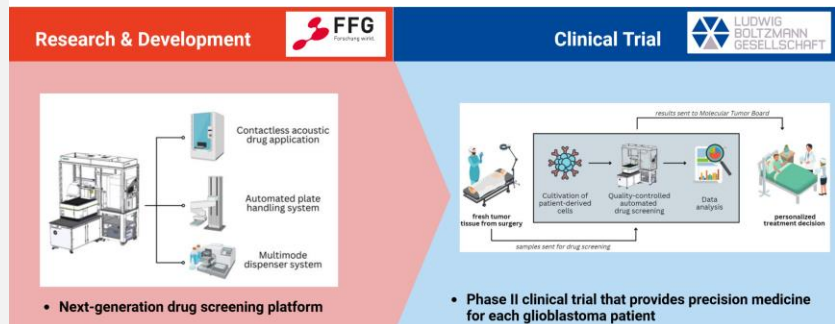 Research & Development
FFG
Forschung wirkt.
Clinical Trial
LUDWIG
BOLTZMANN
GESELLSCHAFT
Contactless acoustic
drug application
Automated plate
handling system
Multimode
dispenser system
• Next-generation drug screening platform
results sent to Molecular Tumor Board
fresh tumor
tissue from surgery
Cultivation of
patient-derived
cells
Quality-controlled
automated
drug screening
Data
analysis
personalized
treatment decision
samples sent for drug screening
• Phase II clinical trial that provides precision medicine
for each glioblastoma patient